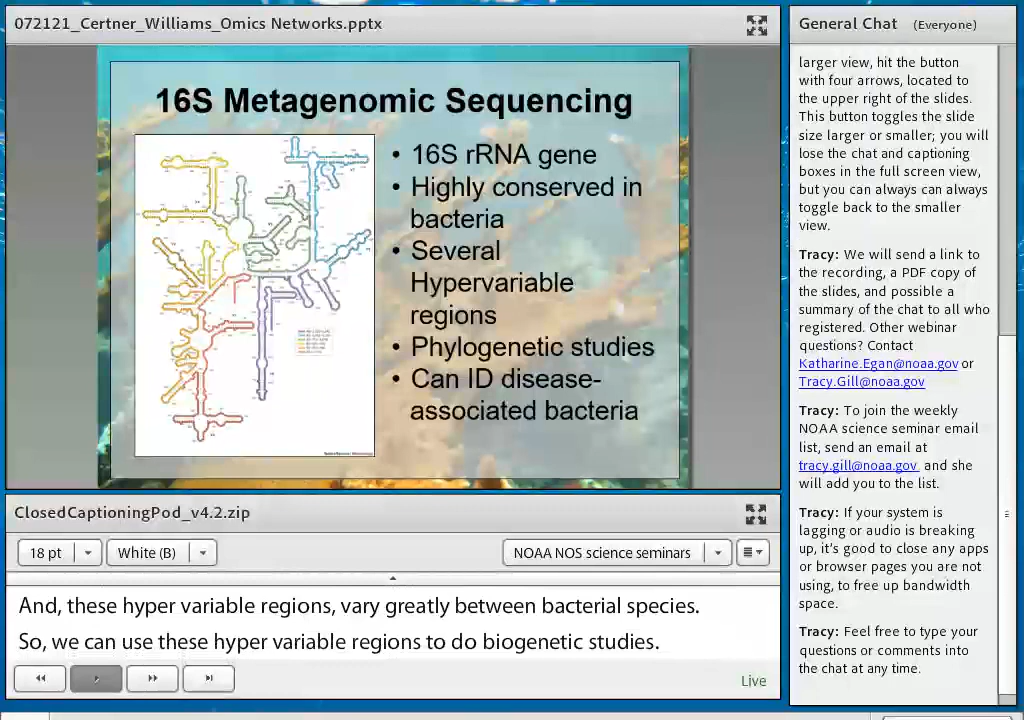 072121_Certner_Williams_Omics Networks.pptx
16S Metagenomic Sequencing
• 16S rRNA gene
• Highly conserved in
bacteria
• Several
Hypervariable
regions
• Phylogenetic studies
• Can ID disease-
associated bacteria
ClosedCaptioningPod_v4.2.zip
18 pt
White (B)
NOAA NOS science seminars
And, these hyper variable regions, vary greatly between bacterial species.
So, we can use these hyper variable regions to do biogenetic studies.
Live
General Chat (Everyone)
larger view, hit the button
with four arrows, located to
the upper right of the slides.
This button toggles the slide
size larger or smaller; you will
lose the chat and captioning
boxes in the full screen view,
but you can always can always
toggle back to the smaller
view.
Tracy: We will send a link to
the recording, a PDF copy of
the slides, and possible a
summary of the chat to all who
registered. Other webinar
questions? Contact
Katharine.Egan@noaa.gov or
Tracy.Gill@noaa.gov
Tracy: To join the weekly
NOAA science seminar email
list, send an email at
tracy.gill@noaa.gov and she
will add you to the list.
Tracy: If your system is
lagging or audio is breaking
up, it's good to close any apps
or browser pages you are not
using, to free up bandwidth
space.
Tracy: Feel free to type your
questions or comments into
the chat at any time.